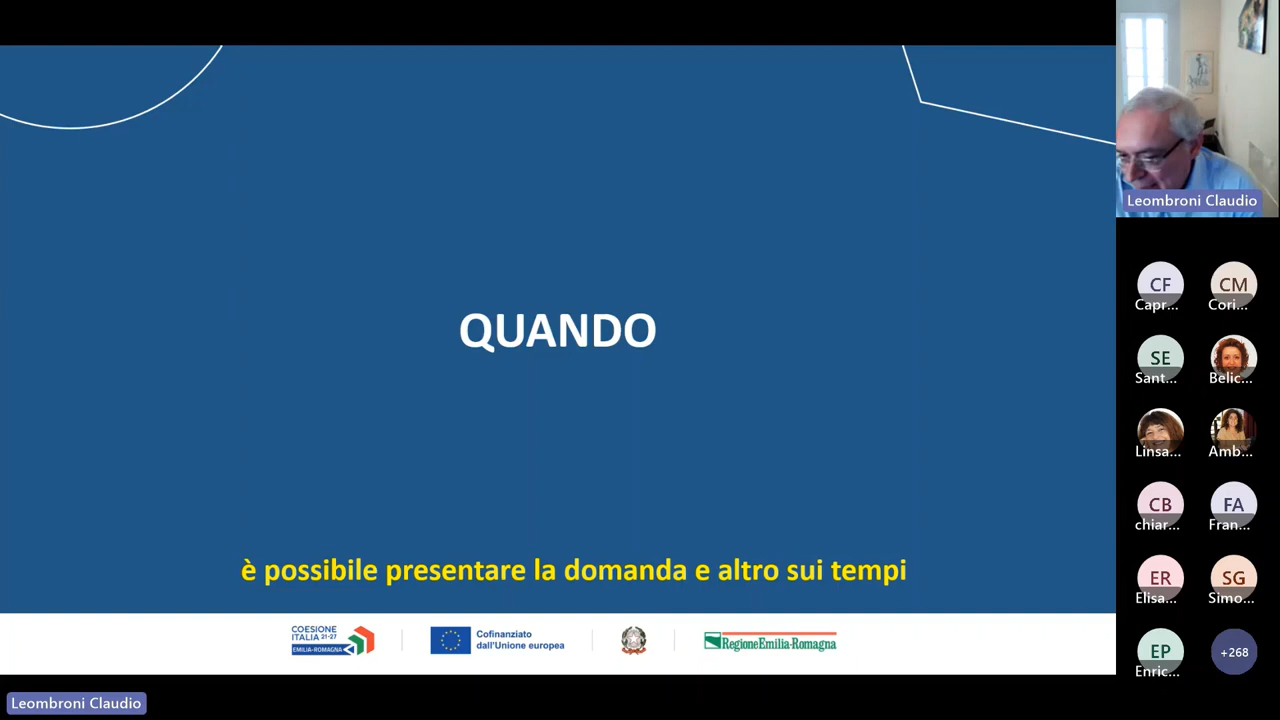 QUANDO
è possibile presentare la domanda e altro sui tempi
COESIONE
ITALIA 21-27
EMILIA-ROMAGNA
Cofinanziato
dall'Unione europea
RegioneEmilia-Romagna
Leombroni Claudio
Leombroni Claudio
CF
CM
Capr...
Cori...
SE
Sant...
Belic...
Linsa...
Amb...
CB
FA
chiar...
Fran...
ER
SG
Elisa...
Simo...
EP
+268
Enric...